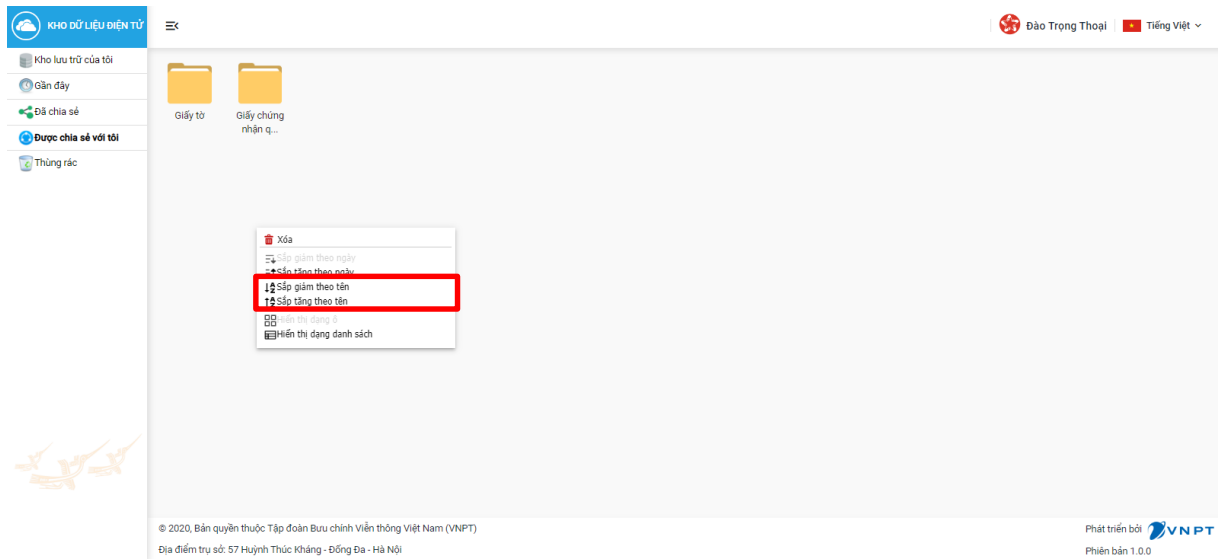 KHO DỮ LIỆU ĐIỆN TỬ
Đào Trọng Thoại
Tiếng Việt
Kho lưu trữ của tôi
Gần đây
Đã chia sẻ
Được chia sẻ với tôi
Thùng rác
Giấy tờ
Giấy chứng
nhận q...
Xóa
Sắp giảm theo ngày
Sắp tăng theo ngày
Sắp giảm theo tên
Sắp tăng theo tên
Hiển thị dạng ô
Hiển thị dạng danh sách
© 2020, Bản quyền thuộc Tập đoàn Bưu chính Viễn thông Việt Nam (VNPT)
Địa điểm trụ sở: 57 Huỳnh Thúc Kháng - Đống Đa - Hà Nội
Phát triển bởi VNPT
Phiên bản 1.0.0